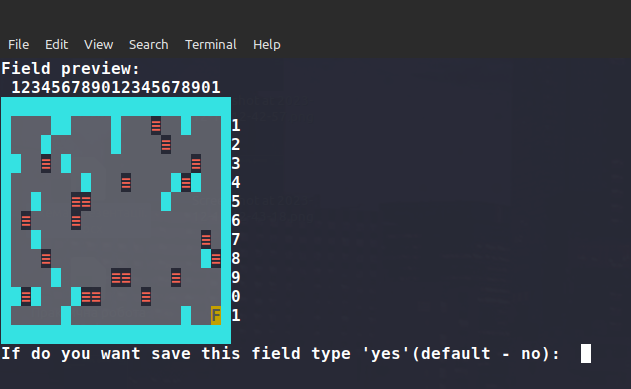 File Edit View Search Terminal Help
Field preview:
123456789012345678901
1
2
3
4
5
6
7
8
9
0
F 1
If do you want save this field type 'yes'(default - no):